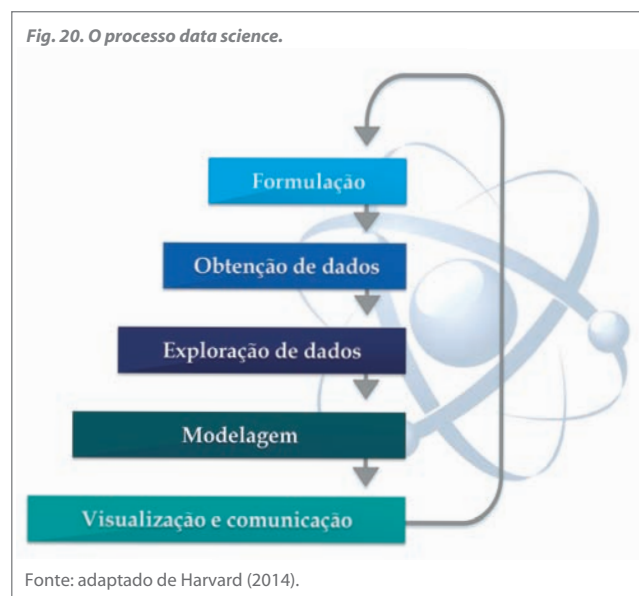 Fig. 20. O processo data science.
Formulação
Obtenção de dados
Exploração de dados
Modelagem
Visualização e comunicação
Fonte: adaptado de Harvard (2014).